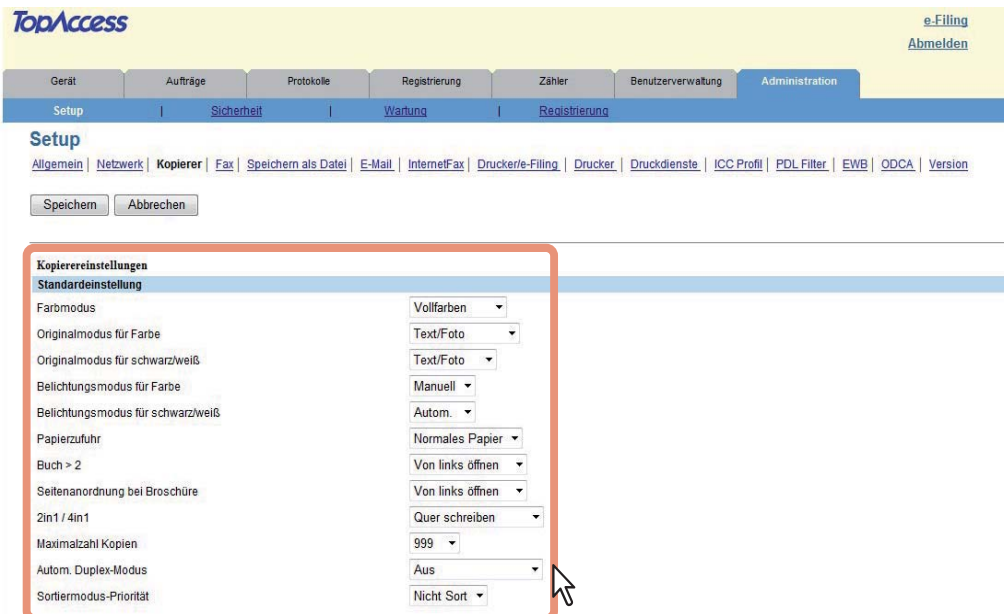 TopAccess
e-Filing
Abmelden
Gerät Aufträge Protokolle Registrierung Zähler Benutzerverwaltung Administration
Setup | Sicherheit | Wartung | Registrierung
Setup
Allgemein | Netzwerk | Kopierer | Fax | Speichern als Datei | E-Mail | InternetFax | Drucker/e-Filing | Drucker | Druckdienste | ICC Profil | PDL Filter | EWB | ODCA | Version
Speichern Abbrechen
Kopierereinstellungen
Standardeinstellung
Farbmodus Vollfarben
Originalmodus für Farbe Text/Foto
Originalmodus für schwarz/weiß Text/Foto
Belichtungsmodus für Farbe Manuell
Belichtungsmodus für schwarz/weiß Autom.
Papierzufuhr Normales Papier
Buch > 2 Von links öffnen
Seitenanordnung bei Broschüre Von links öffnen
2in1 / 4in1 Quer schreiben
Maximalzahl Kopien 999
Autom. Duplex-Modus Aus
Sortiermodus-Priorität Nicht Sort